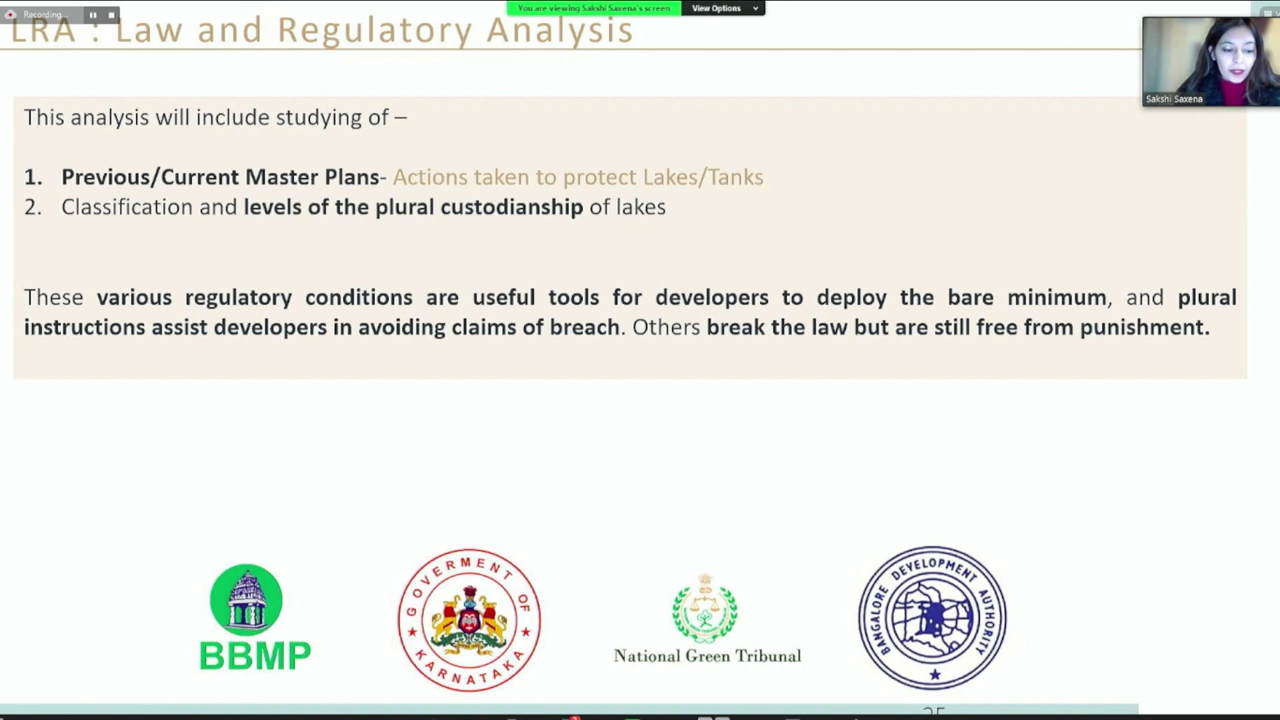 Recording...
You are viewing Sakshi Saxena's screen
View Options
LRA : Law and Regulatory Analysis
Sakshi Saxena
This analysis will include studying of –
1. Previous/Current Master Plans- Actions taken to protect Lakes/Tanks
2. Classification and levels of the plural custodianship of lakes
These various regulatory conditions are useful tools for developers to deploy the bare minimum, and plural
instructions assist developers in avoiding claims of breach. Others break the law but are still free from punishment.
BBMP
GOVERMENT OF
KARNATAKA
National Green Tribunal
BANGALORE DEVELOPMENT AUTHORITY